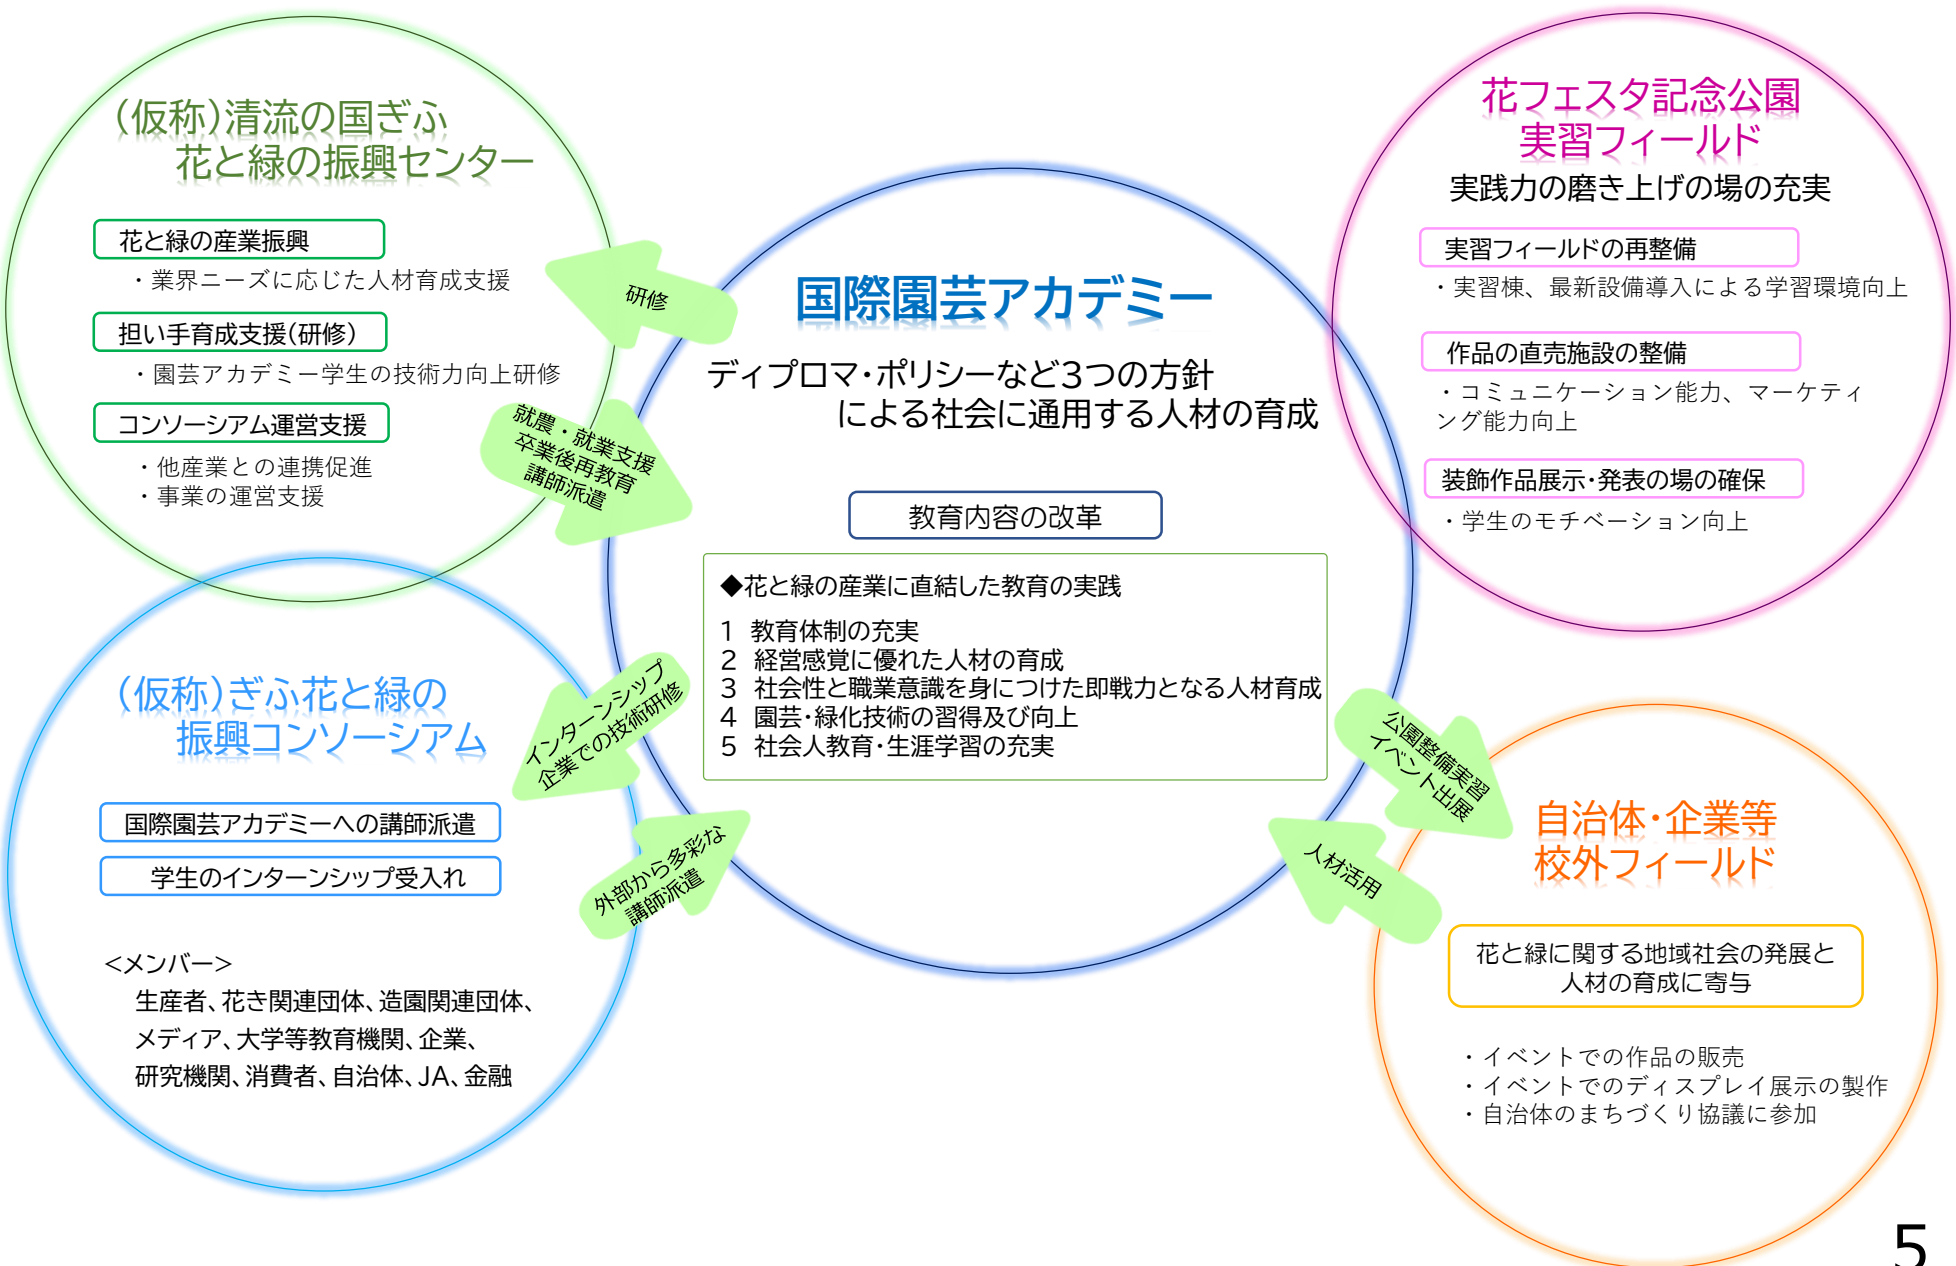 (仮称)清流の国ぎふ
花と緑の振興センター
花と緑の産業振興
・業界ニーズに応じた人材育成支援
担い手育成支援(研修)
・園芸アカデミー学生の技術力向上研修
コンソーシアム運営支援
・他産業との連携促進
・事業の運営支援
研修
就農・就業支援
卒業後再教育
講師派遣
国際園芸アカデミー
ディプロマ・ポリシーなど3つの方針
による社会に通用する人材の育成
教育内容の改革
◆花と緑の産業に直結した教育の実践
1 教育体制の充実
2 経営感覚に優れた人材の育成
3 社会性と職業意識を身につけた即戦力となる人材育成
4 園芸・緑化技術の習得及び向上
5 社会人教育・生涯学習の充実
花フェスタ記念公園
実習フィールド
実践力の磨き上げの場の充実
実習フィールドの再整備
・実習棟、最新設備導入による学習環境向上
作品の直売施設の整備
・コミュニケーション能力、マーケティ
ング能力向上
装飾作品展示・発表の場の確保
・学生のモチベーション向上
(仮称)ぎふ花と緑の
振興コンソーシアム
国際園芸アカデミーへの講師派遣
学生のインターンシップ受入れ
<メンバー>
生産者、花き関連団体、造園関連団体、
メディア、大学等教育機関、企業、
研究機関、消費者、自治体、JA、金融
インターンシップ
企業での技術研修
外部から多彩な
講師派遣
公園整備実習
イベント出展
人材活用
自治体・企業等
校外フィールド
花と緑に関する地域社会の発展と
人材の育成に寄与
・イベントでの作品の販売
・イベントでのディスプレイ展示の製作
・自治体のまちづくり協議に参加
5